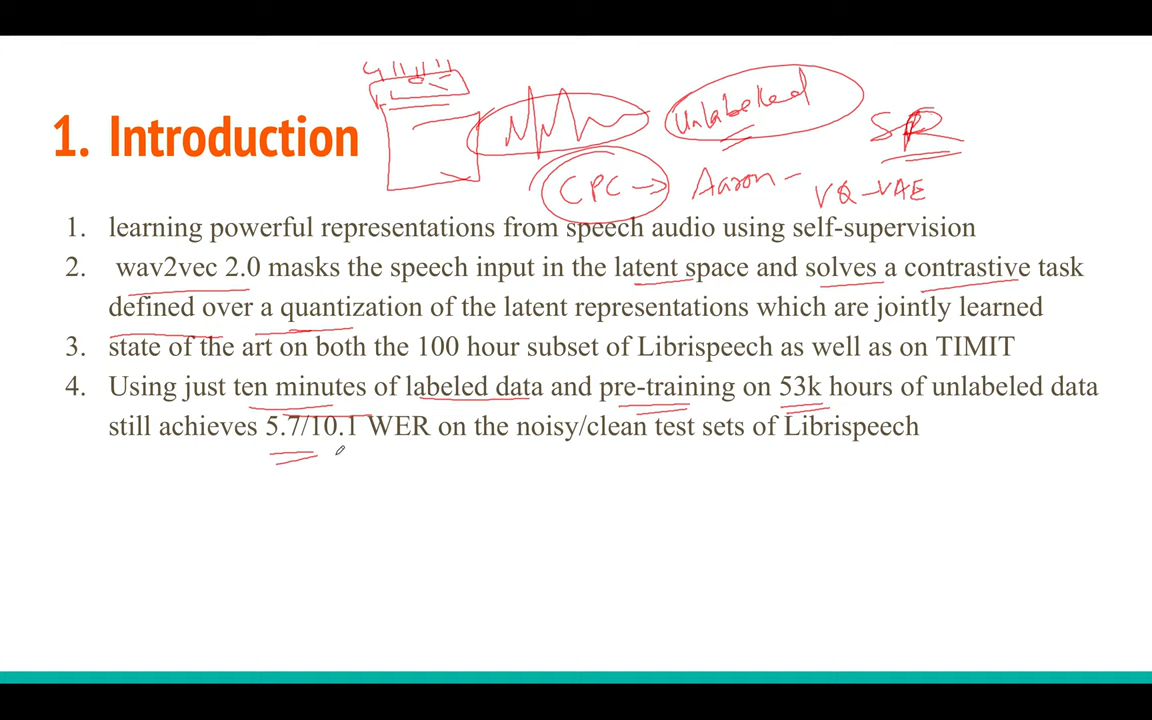 1. Introduction
Unlabeled
SR
CPC → Aaron -
VQ-VAE
1. learning powerful representations from speech audio using self-supervision
2. wav2vec 2.0 masks the speech input in the latent space and solves a contrastive task
defined over a quantization of the latent representations which are jointly learned
3. state of the art on both the 100 hour subset of Librispeech as well as on TIMIT
4. Using just ten minutes of labeled data and pre-training on 53k hours of unlabeled data
still achieves 5.7/10.1 WER on the noisy/clean test sets of Librispeech